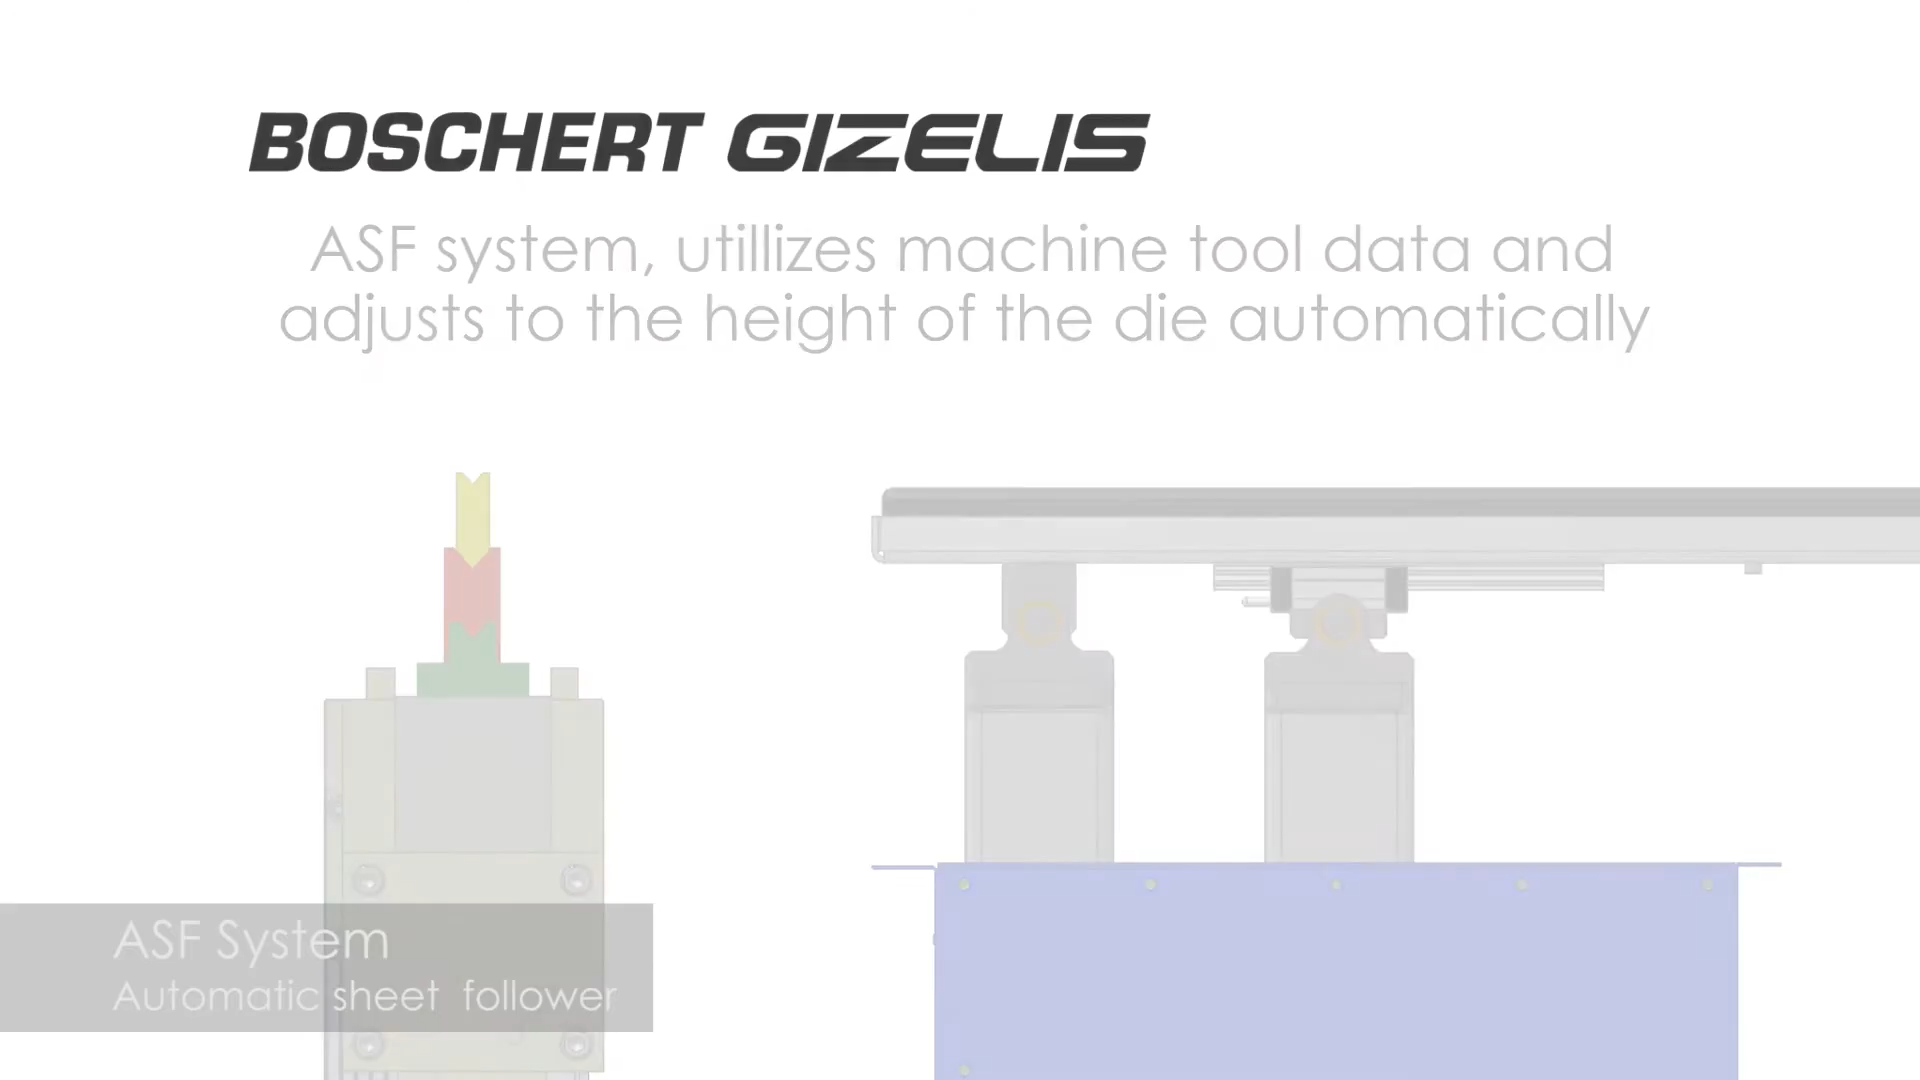 BOSCHERT GIZELIS
ASF system, utillizes machine tool data and
adjusts to the height of the die automatically
ASF System
Automatic sheet follower